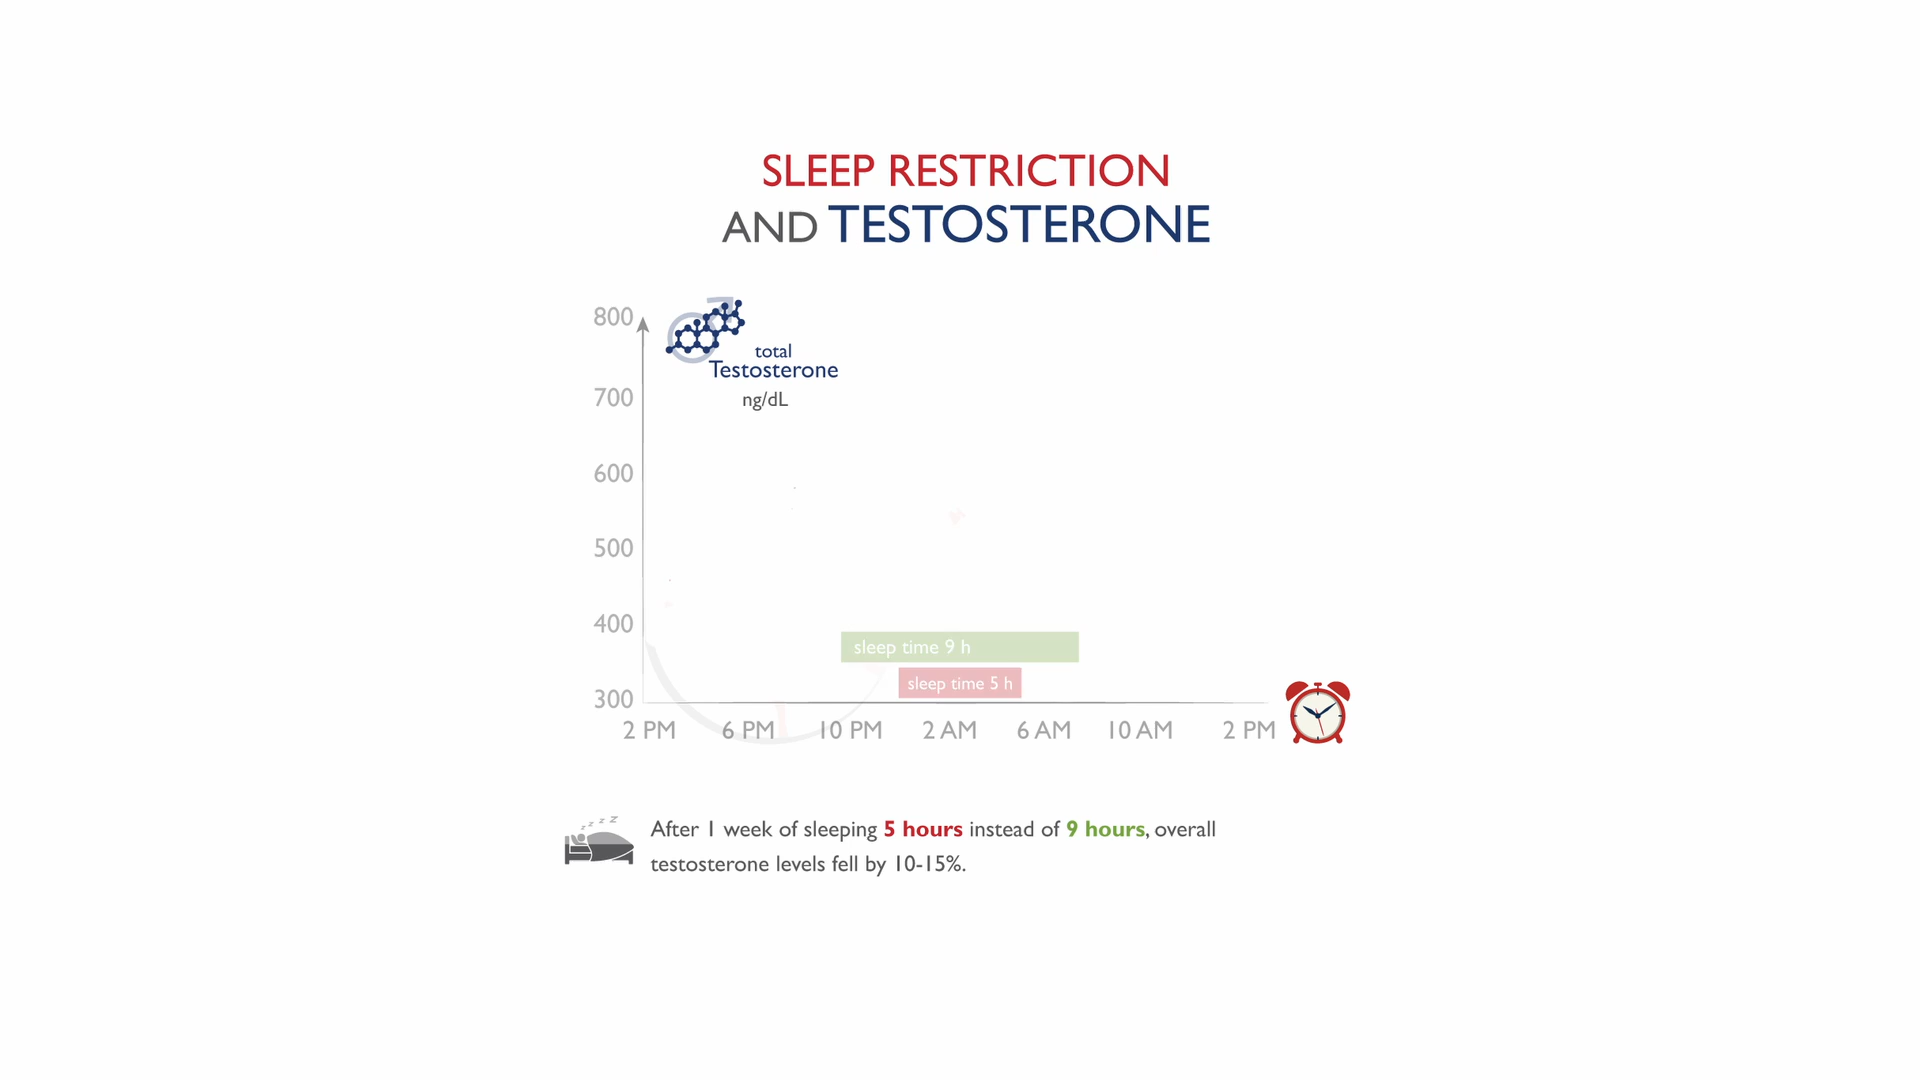 SLEEP RESTRICTION
AND TESTOSTERONE
total
Testosterone
ng/dL
800
700
600
500
400
300
sleep time 9 h
sleep time 5 h
2 PM 6 PM 10 PM 2 AM 6 AM 10 AM 2 PM
z z z z Z
After 1 week of sleeping 5 hours instead of 9 hours, overall
testosterone levels fell by 10-15%.